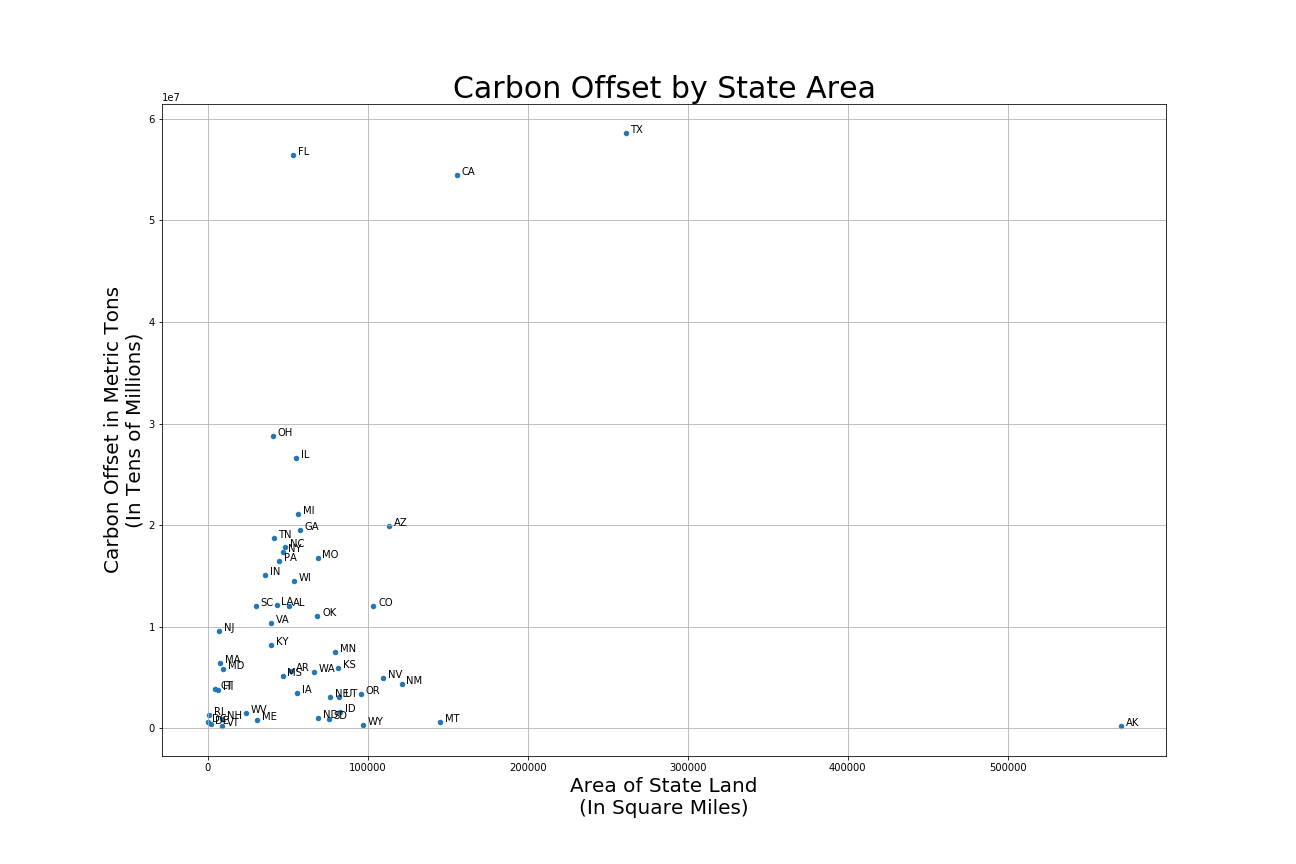 Carbon Offset by State Area
1e7
6
TX
FL
CA
5
4
Carbon Offset in Metric Tons
(In Tens of Millions)
3
OH
IL
MI
2
AZ
GA
TN
NC
NY
MO
PA
IN
WI
SC
LA
AL
CO
OK
VA
1
NJ
KY
MN
MA
MD
KS
AR
WA
MS
NV
NM
CT
HI
IA
NE
UT
OR
RI
NH
WV
ID
DC
DE
VT
ME
ND
SD
WY
MT
AK
0
0
100000
200000
300000
400000
500000
Area of State Land
(In Square Miles)